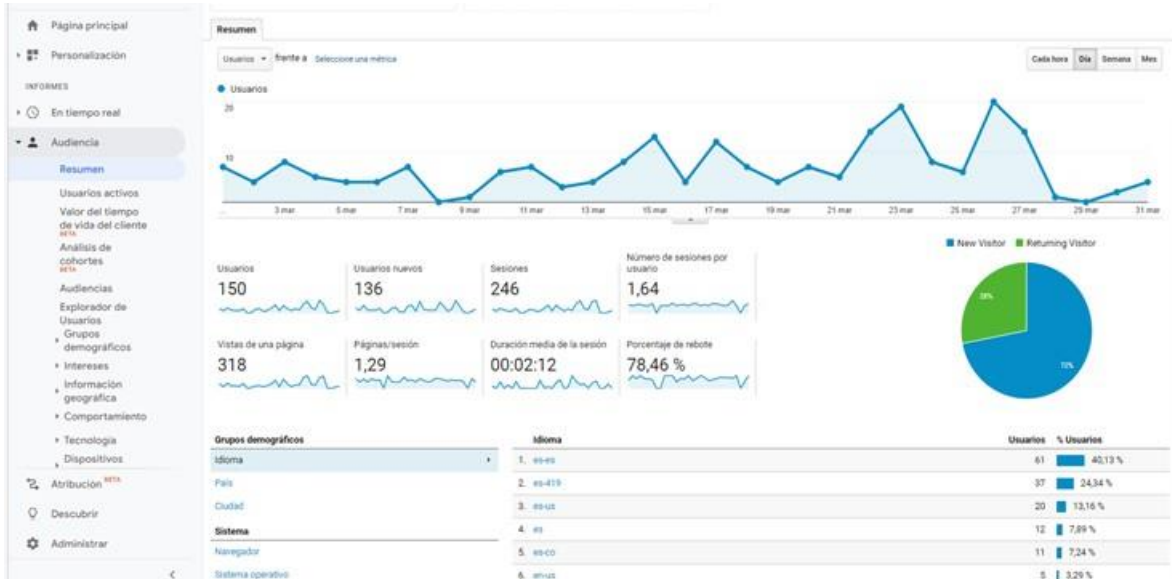 Página principal
Personalización
INFORMES
En tiempo real
Audiencia
Resumen
Usuarios activos
Valor del tiempo
de vida del cliente
BETA
Análisis de
cohortes
BETA
Audiencias
Explorador de
Usuarios
Grupos
demográficos
Intereses
Información
geográfica
Comportamiento
Tecnología
Dispositivos
Atribución BETA
Descubrir
Administrar
Resumen
Usuarios frente a Seleccione una métrica
Cada hora Día Semana Mes
Usuarios
20
10
... 3 mar 5 mar 7 mar 9 mar 11 mar 13 mar 15 mar 17 mar 19 mar 21 mar 23 mar 25 mar 27 mar 29 mar 31 mar
New Visitor Returning Visitor
28%
72%
Usuarios
150
Usuarios nuevos
136
Sesiones
246
Número de sesiones por
usuario
1,64
Vistas de una página
318
Páginas/sesión
1,29
Duración media de la sesión
00:02:12
Porcentaje de rebote
78,46 %
Grupos demográficos
Idioma
País
Ciudad
Sistema
Navegador
Sistema operativo
Idioma Usuarios % Usuarios
1. es-es 61 40,13 %
2. es-419 37 24,34 %
3. es-us 20 13,16 %
4. es 12 7,89 %
5. es-co 11 7,24 %
6. en-us 5 3,29 %